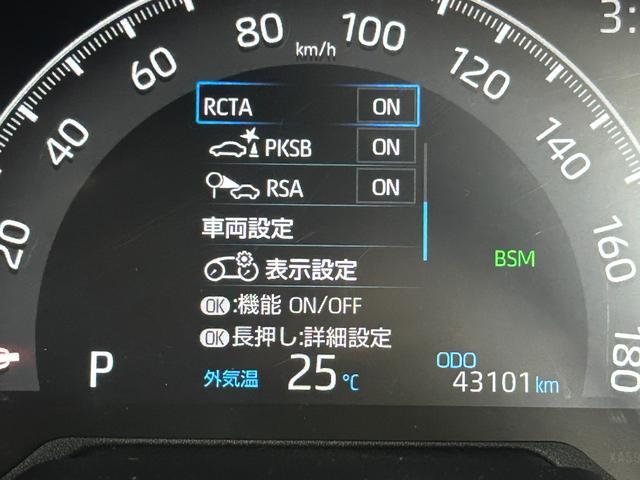 80
100
3:
km/h
60
120
RCTA ON
40
PKSB ON
140
RSA ON
20
車両設定
160
BSM
表示設定
OK:機能 ON/OFF
OK長押し:詳細設定
180
P
外気温 25℃
ODO
43101km